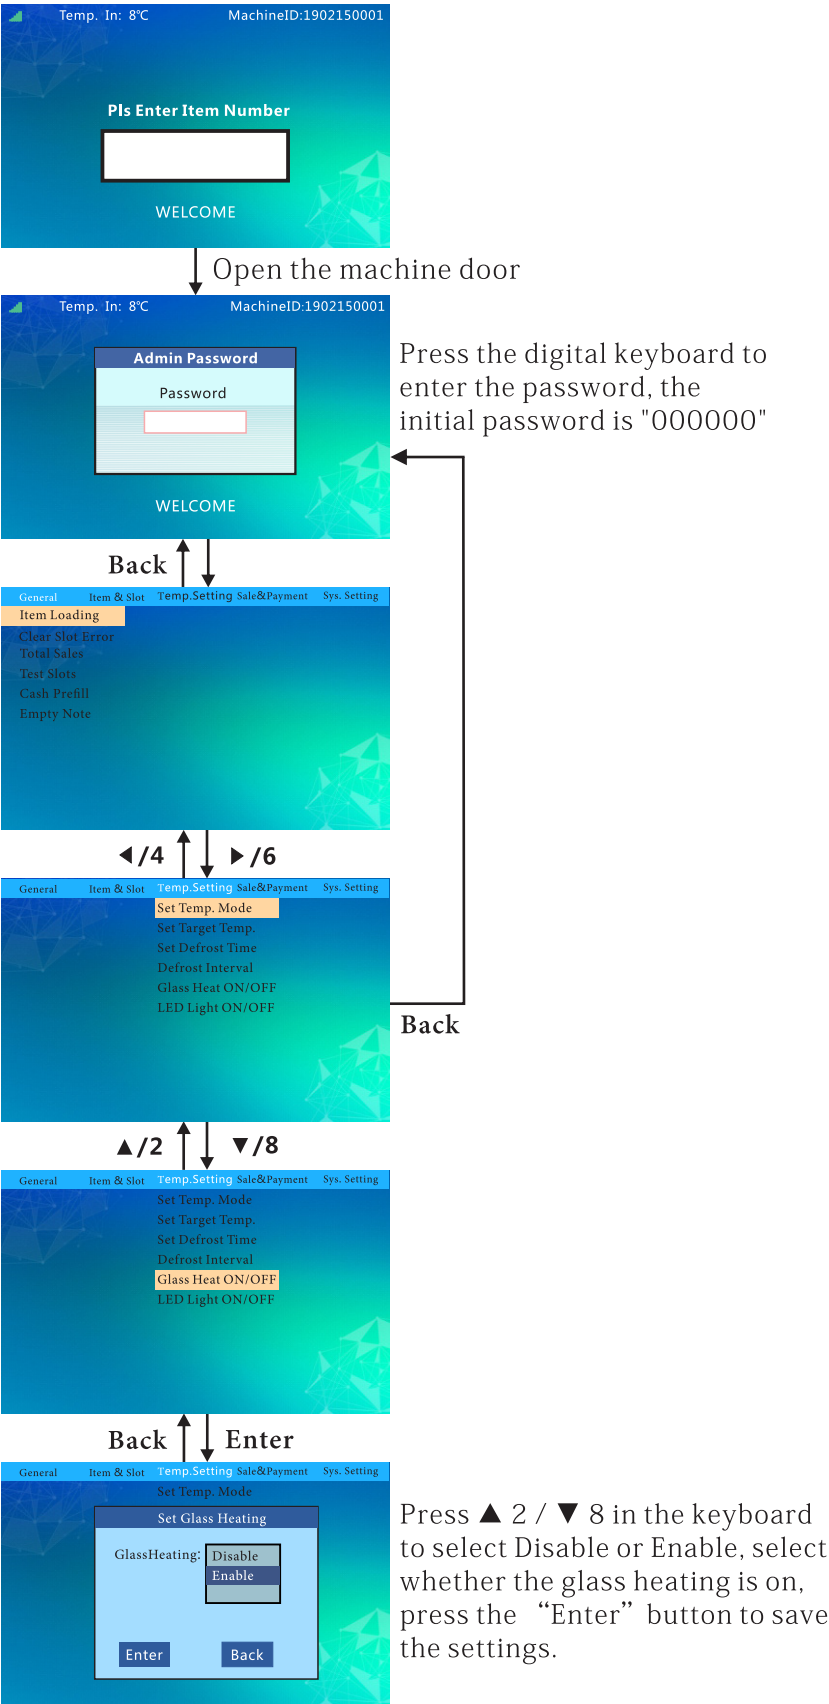 Temp. In: 8℃ MachineID:1902150001
Pls Enter Item Number
WELCOME
Open the machine door
Temp. In: 8℃ MachineID:1902150001
Admin Password
Password
WELCOME
Press the digital keyboard to
enter the password, the
initial password is "000000"
Back
General Item & Slot Temp.Setting Sale&Payment Sys. Setting
Item Loading
Clear Slot Error
Total Sales
Test Slots
Cash Prefill
Empty Note
◀/4 ▶/6
General Item & Slot Temp.Setting Sale&Payment Sys. Setting
Set Temp. Mode
Set Target Temp.
Set Defrost Time
Defrost Interval
Glass Heat ON/OFF
LED Light ON/OFF
Back
▲/2 ▼/8
General Item & Slot Temp.Setting Sale&Payment Sys. Setting
Set Temp. Mode
Set Target Temp.
Set Defrost Time
Defrost Interval
Glass Heat ON/OFF
LED Light ON/OFF
Back Enter
General Item & Slot Temp.Setting Sale&Payment Sys. Setting
Set Temp. Mode
Set Glass Heating
GlassHeating: Disable
Enable
Enter Back
Press ▲ 2 / ▼ 8 in the keyboard
to select Disable or Enable, select
whether the glass heating is on,
press the “Enter” button to save
the settings.